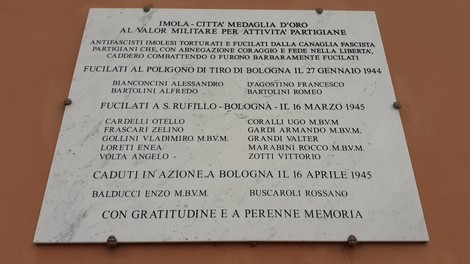 IMOLA - CITTA' MEDAGLIA D'ORO
AL VALOR MILITARE PER ATTIVITA' PARTIGIANE
ANTIFASCISTI IMOLESI TORTURATI E FUCILATI DALLA CANAGLIA FASCISTA
PARTIGIANI CHE, CON ABNEGAZIONE CORAGGIO E FEDE NELLA LIBERTA',
CADDERO COMBATTENDO O FURONO BARBARAMENTE FUCILATI
FUCILATI AL POLIGONO DI TIRO DI BOLOGNA IL 27 GENNAIO 1944
BIANCONCINI ALESSANDRO D'AGOSTINO FRANCESCO
BARTOLINI ALFREDO BARTOLINI ROMEO
FUCILATI A S. RUFILLO - BOLOGNA - IL 16 MARZO 1945
CARDELLI OTELLO CORALLI UGO M.B.V.M
FRASCARI ZELINO GARDI ARMANDO M.B.V.M.
GOLLINI VLADIMIRO M.B.V.M. GRANDI VALTER
LORETI ENEA MARABINI ROCCO M.B.V.M.
VOLTA ANGELO ZOTTI VITTORIO
CADUTI IN AZIONE A BOLOGNA IL 16 APRILE 1945
BALDUCCI ENZO M.B.V.M. BUSCAROLI ROSSANO
CON GRATITUDINE E A PERENNE MEMORIA